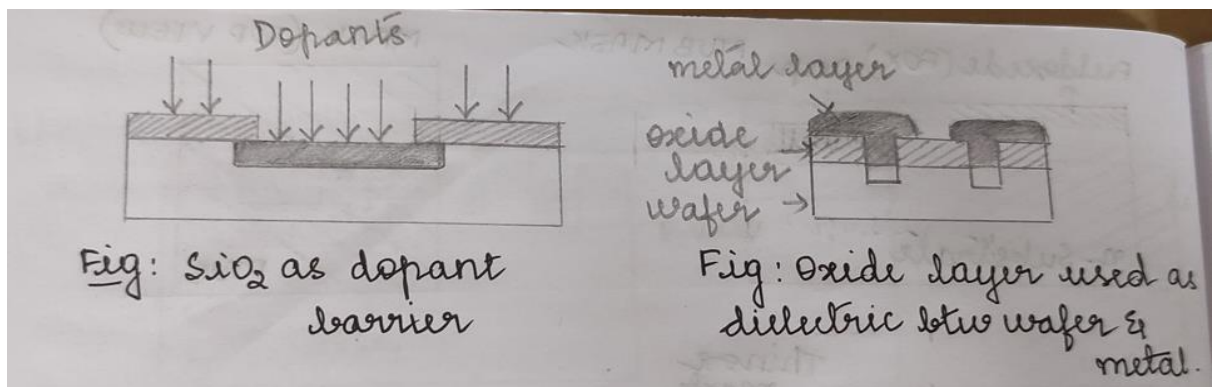 Dopants
Fig: SiO₂ as dopant
barrier
metal layer
oxide
layer
wafer
Fig: Oxide layer used as
dielectric btw wafer &
metal.